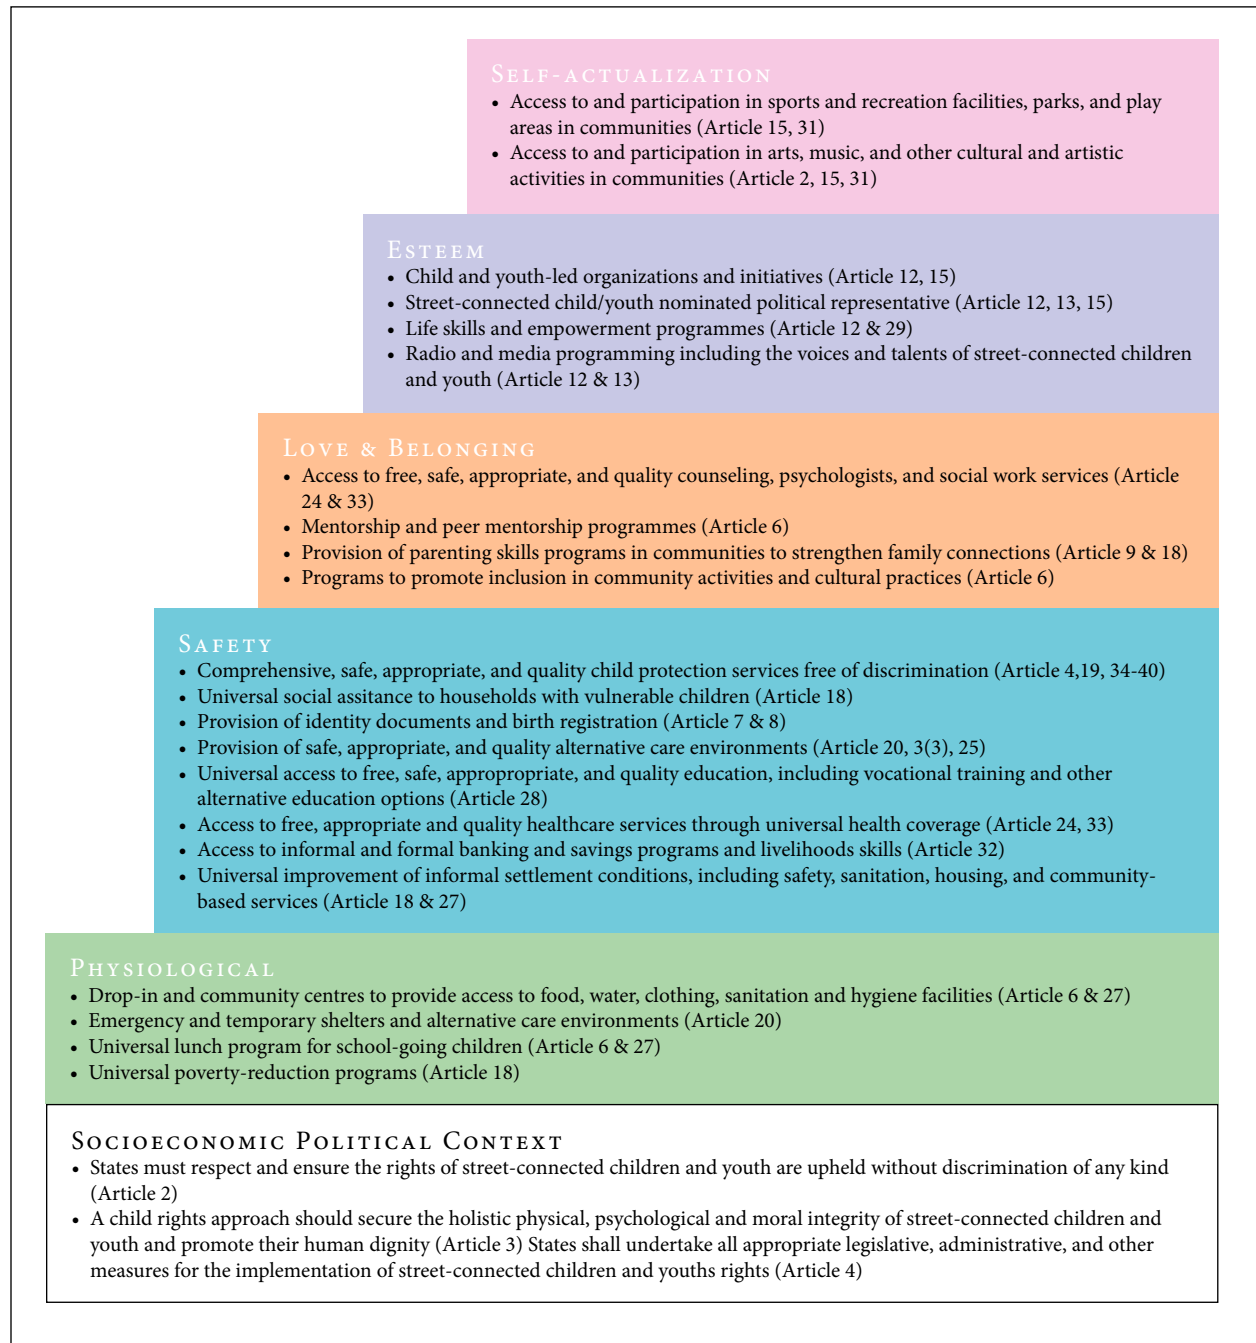 SELF-ACTUALIZATION
• Access to and participation in sports and recreation facilities, parks, and play
areas in communities (Article 15, 31)
• Access to and participation in arts, music, and other cultural and artistic
activities in communities (Article 2, 15, 31)
ESTEEM
• Child and youth-led organizations and initiatives (Article 12, 15)
• Street-connected child/youth nominated political representative (Article 12, 13, 15)
• Life skills and empowerment programmes (Article 12 & 29)
• Radio and media programming including the voices and talents of street-connected children
and youth (Article 12 & 13)
LOVE & BELONGING
• Access to free, safe, appropriate, and quality counseling, psychologists, and social work services (Article
24 & 33)
• Mentorship and peer mentorship programmes (Article 6)
• Provision of parenting skills programs in communities to strengthen family connections (Article 9 & 18)
• Programs to promote inclusion in community activities and cultural practices (Article 6)
SAFETY
• Comprehensive, safe, appropriate, and quality child protection services free of discrimination (Article 4,19, 34-40)
• Universal social assitance to households with vulnerable children (Article 18)
• Provision of identity documents and birth registration (Article 7 & 8)
• Provision of safe, appropriate, and quality alternative care environments (Article 20, 3(3), 25)
• Universal access to free, safe, appropropriate, and quality education, including vocational training and other
alternative education options (Article 28)
• Access to free, appropriate and quality healthcare services through universal health coverage (Article 24, 33)
• Access to informal and formal banking and savings programs and livelihoods skills (Article 32)
• Universal improvement of informal settlement conditions, including safety, sanitation, housing, and community-
based services (Article 18 & 27)
PHYSIOLOGICAL
• Drop-in and community centres to provide access to food, water, clothing, sanitation and hygiene facilities (Article 6 & 27)
• Emergency and temporary shelters and alternative care environments (Article 20)
• Universal lunch program for school-going children (Article 6 & 27)
• Universal poverty-reduction programs (Article 18)
SOCIOECONOMIC POLITICAL CONTEXT
• States must respect and ensure the rights of street-connected children and youth are upheld without discrimination of any kind
(Article 2)
• A child rights approach should secure the holistic physical, psychological and moral integrity of street-connected children and
youth and promote their human dignity (Article 3) States shall undertake all appropriate legislative, administrative, and other
measures for the implementation of street-connected children and youths rights (Article 4)